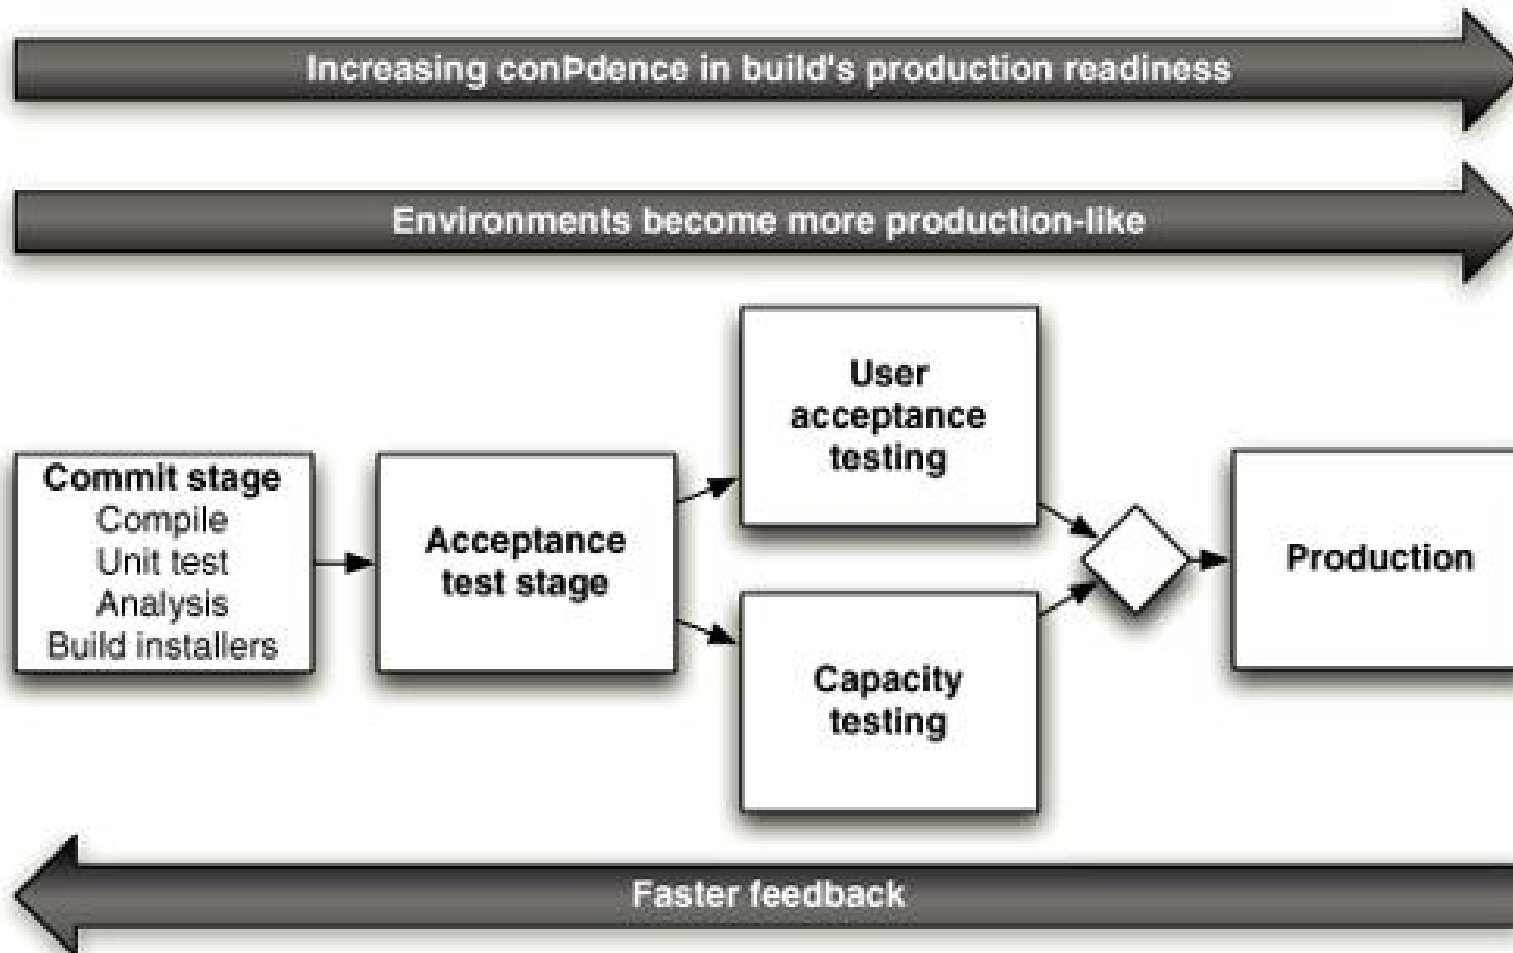 Increasing conÞdence in build's production readiness
Environments become more production-like
User
acceptance
testing
Commit stage
Compile
Unit test
Analysis
Build installers
Acceptance
test stage
Production
Capacity
testing
Faster feedback